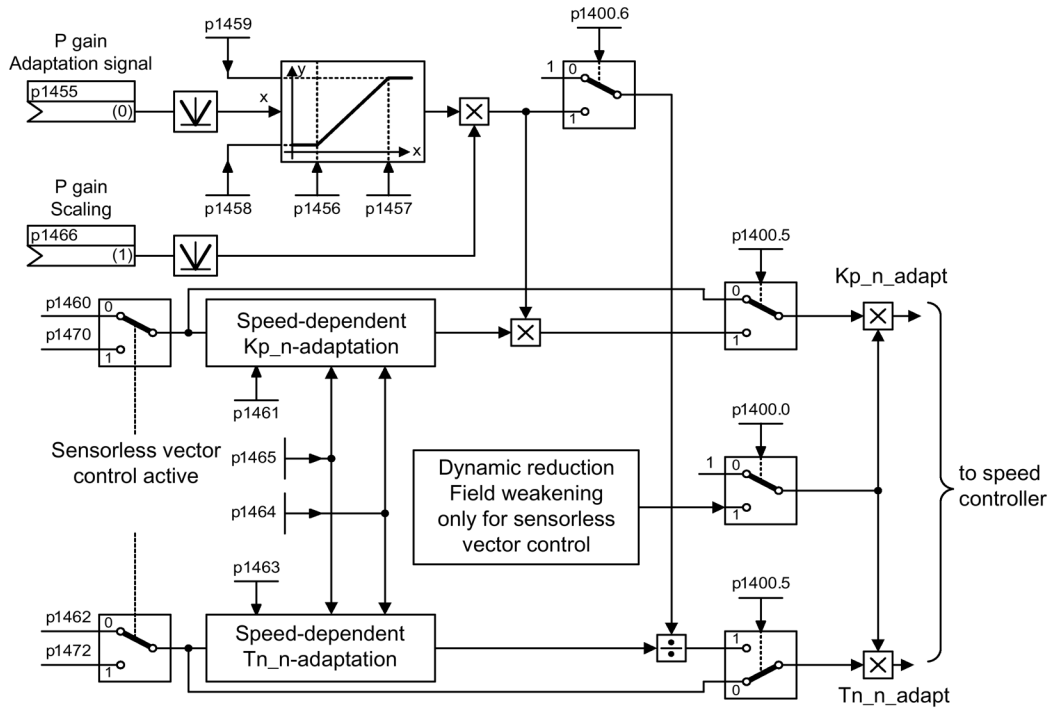 p1400.6
p1459
P gain
Adaptation signal
p1455
(0)
x
y
x
1
0
1
p1458
p1456
p1457
P gain
Scaling
p1466
(1)
p1400.5
Kp_n_adapt
p1460
0
p1470
1
Speed-dependent
Kp_n-adaptation
0
1
p1461
p1400.0
Sensorless vector
control active
p1465
p1464
Dynamic reduction
Field weakening
only for sensorless
vector control
1
0
1
to speed
controller
p1463
p1400.5
p1462
0
p1472
1
Speed-dependent
Tn_n-adaptation
1
0
Tn_n_adapt